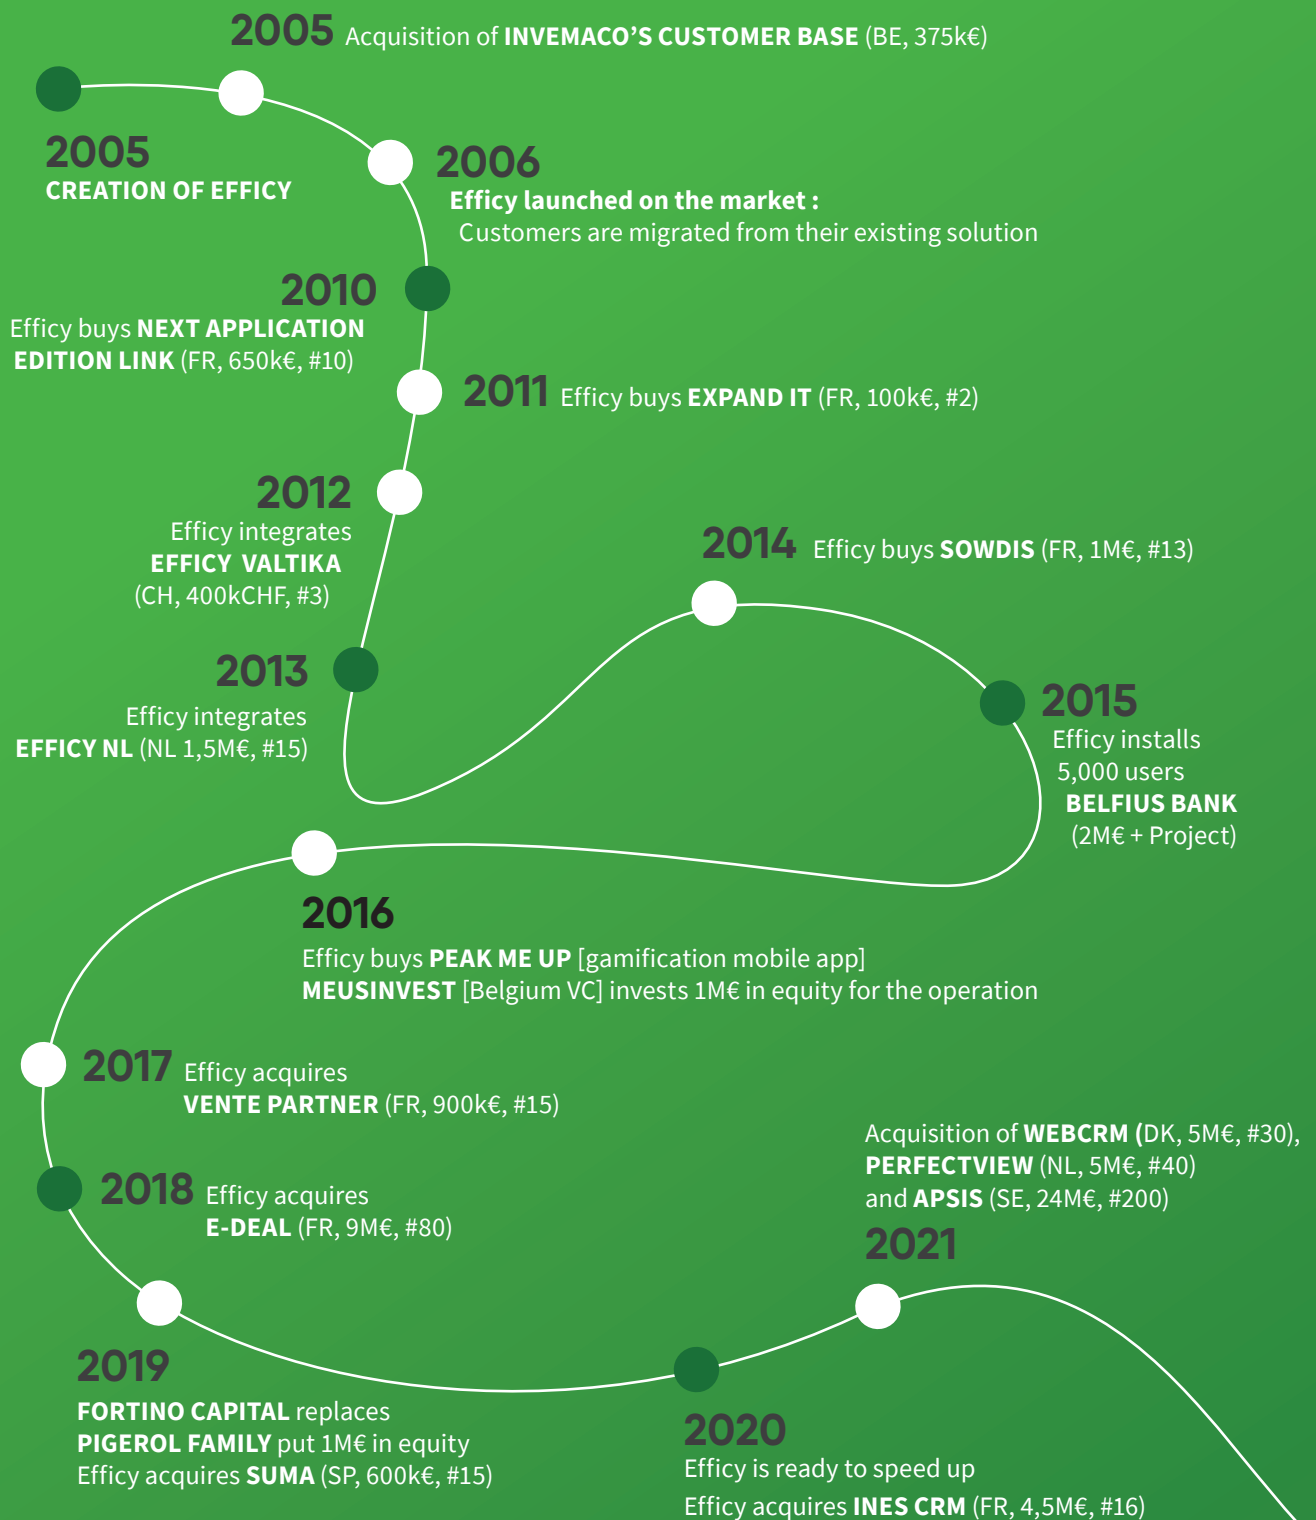 2005 Acquisition of INVEMACO'S CUSTOMER BASE (BE, 375k€)
2005
CREATION OF EFFICY
2006
Efficy launched on the market :
Customers are migrated from their existing solution
2010
Efficy buys NEXT APPLICATION
EDITION LINK (FR, 650k€, #10)
2011 Efficy buys EXPAND IT (FR, 100k€, #2)
2012
Efficy integrates
EFFICY VALTIKA
(CH, 400kCHF, #3)
2013
Efficy integrates
EFFICY NL (NL 1,5M€, #15)
2014 Efficy buys SOWDIS (FR, 1M€, #13)
2015
Efficy installs
5,000 users
BELFIUS BANK
(2M€ + Project)
2016
Efficy buys PEAK ME UP [gamification mobile app]
MEUSINVEST [Belgium VC] invests 1M€ in equity for the operation
2017 Efficy acquires
VENTE PARTNER (FR, 900k€, #15)
2018 Efficy acquires
E-DEAL (FR, 9M€, #80)
2019
FORTINO CAPITAL replaces
PIGEROL FAMILY put 1M€ in equity
Efficy acquires SUMA (SP, 600k€, #15)
2020
Efficy is ready to speed up
Efficy acquires INES CRM (FR, 4,5M€, #16)
Acquisition of WEBCRM (DK, 5M€, #30),
PERFECTVIEW (NL, 5M€, #40)
and APSIS (SE, 24M€, #200)
2021